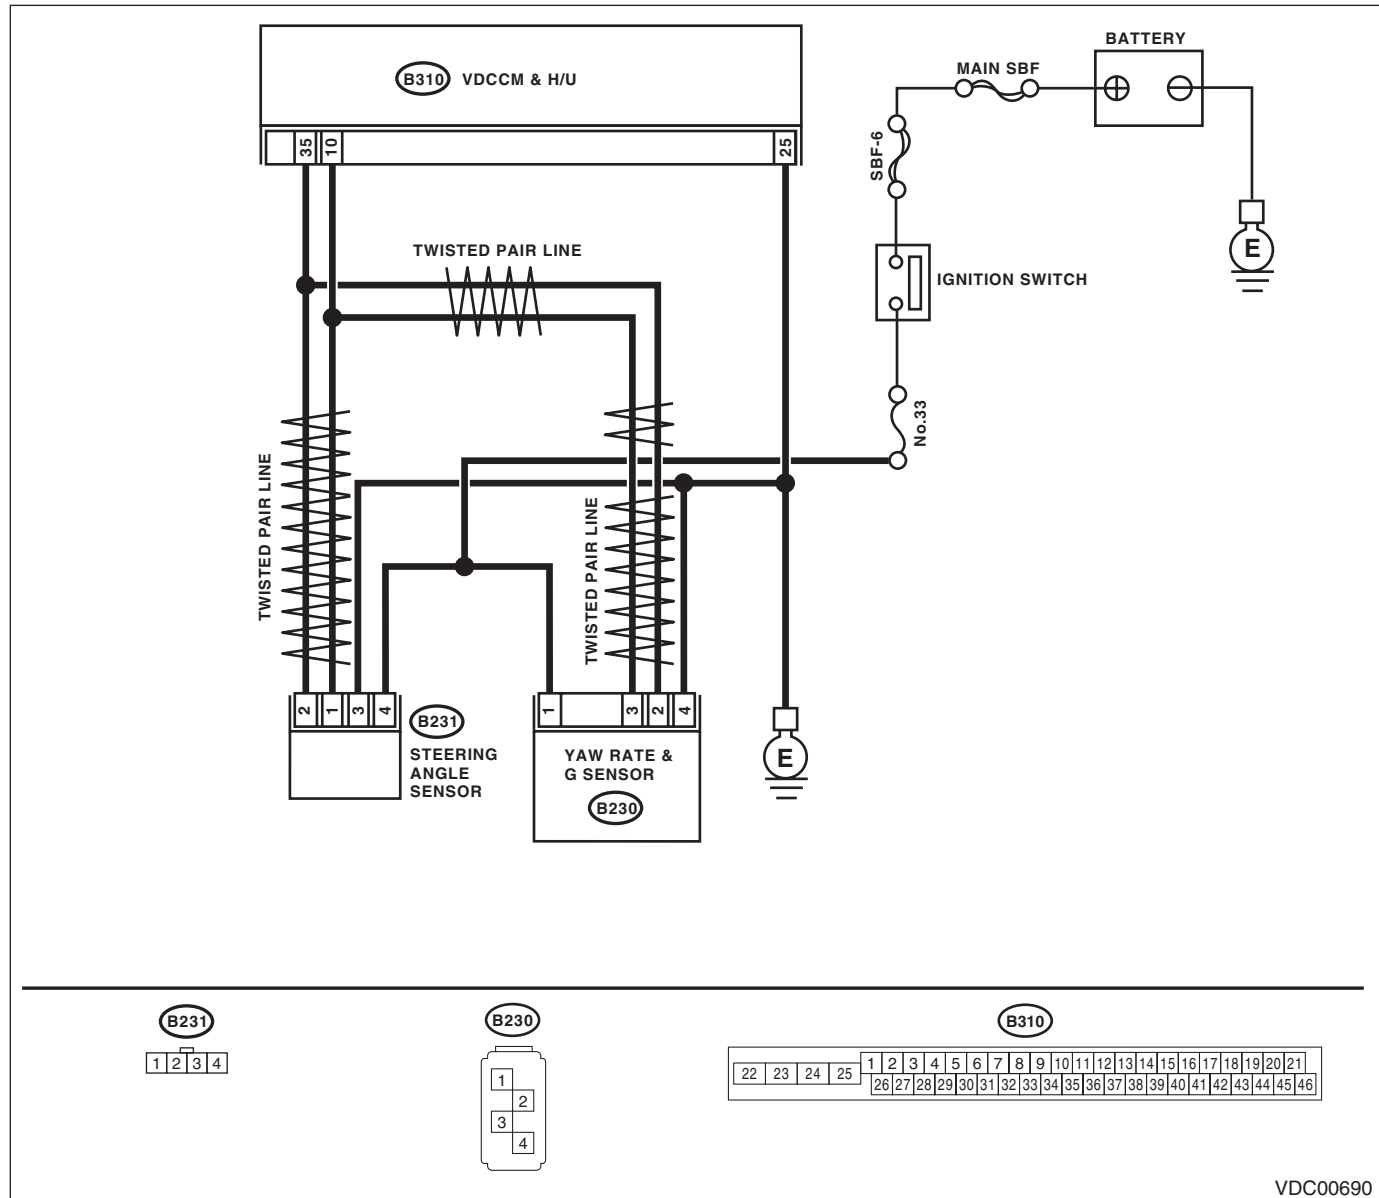 BATTERY
MAIN SBF
B310 VDCCM & H/U
35 10 25
SBF-6
TWISTED PAIR LINE
E
IGNITION SWITCH
No.33
TWISTED PAIR LINE
TWISTED PAIR LINE
2 1 3 4
1 3 2 4
B231
STEERING
ANGLE
SENSOR
YAW RATE &
G SENSOR
B230
E
B231
1 2 3 4
B230
1
2
3
4
B310
22 23 24 25 1 2 3 4 5 6 7 8 9 10 11 12 13 14 15 16 17 18 19 20 21
26 27 28 29 30 31 32 33 34 35 36 37 38 39 40 41 42 43 44 45 46
VDC00690